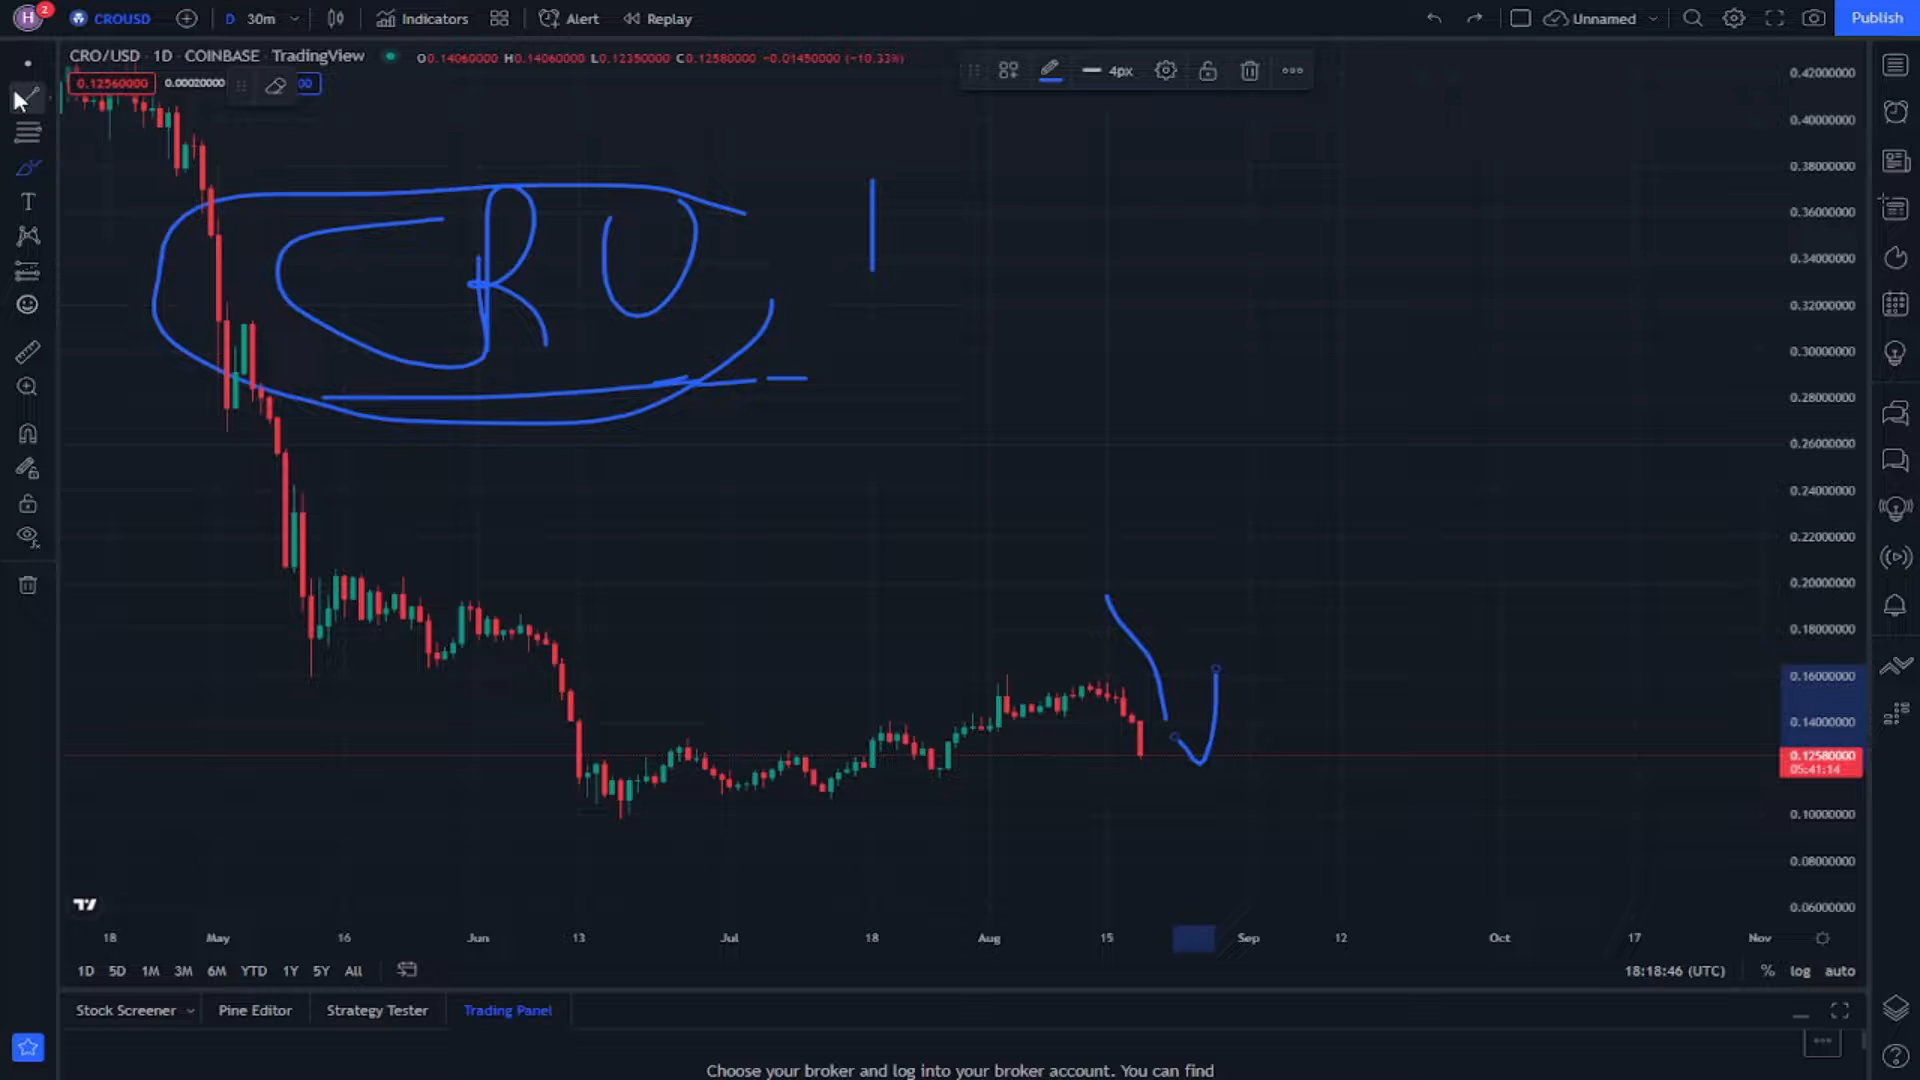 H 2 CROUSD D 30m Indicators Alert Replay Unnamed Publish
CRO/USD · 1D · COINBASE · TradingView O0.14060000 H0.14060000 L0.12350000 C0.12580000 −0.01450000 (−10.33%)
0.12560000 0.00020000 00
4px
0.42000000
0.40000000
0.38000000
0.36000000
0.34000000
0.32000000
0.30000000
0.28000000
0.26000000
0.24000000
0.22000000
0.20000000
0.18000000
0.16000000
0.14000000
0.12580000
05:41:14
0.10000000
0.08000000
0.06000000
CRO
18 May 16 Jun 13 Jul 18 Aug 15 Sep 12 Oct 17 Nov
1D 5D 1M 3M 6M YTD 1Y 5Y All 18:18:46 (UTC) % log auto
Stock Screener Pine Editor Strategy Tester Trading Panel
Choose your broker and log into your broker account. You can find